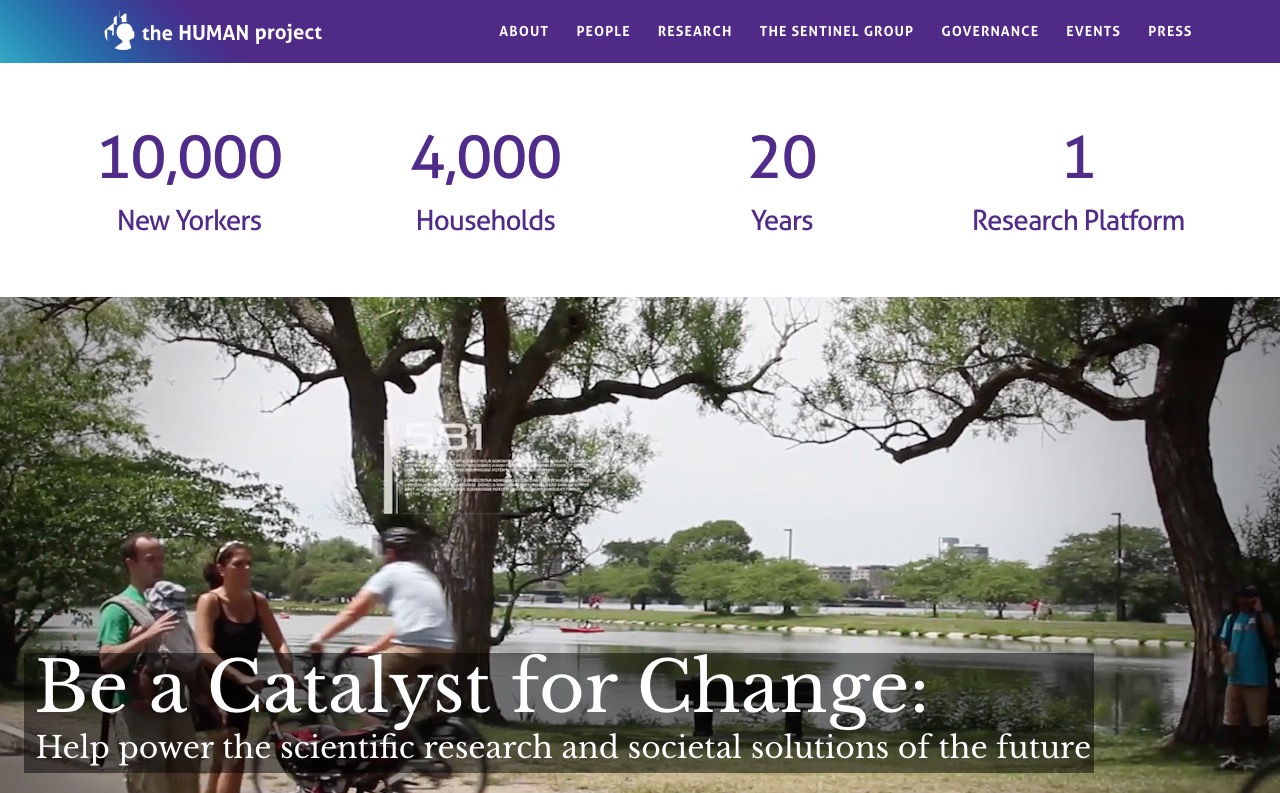 the HUMAN project
ABOUT PEOPLE RESEARCH THE SENTINEL GROUP GOVERNANCE EVENTS PRESS
10,000 4,000 20 1
New Yorkers Households Years Research Platform
581
Be a Catalyst for Change:
Help power the scientific research and societal solutions of the future